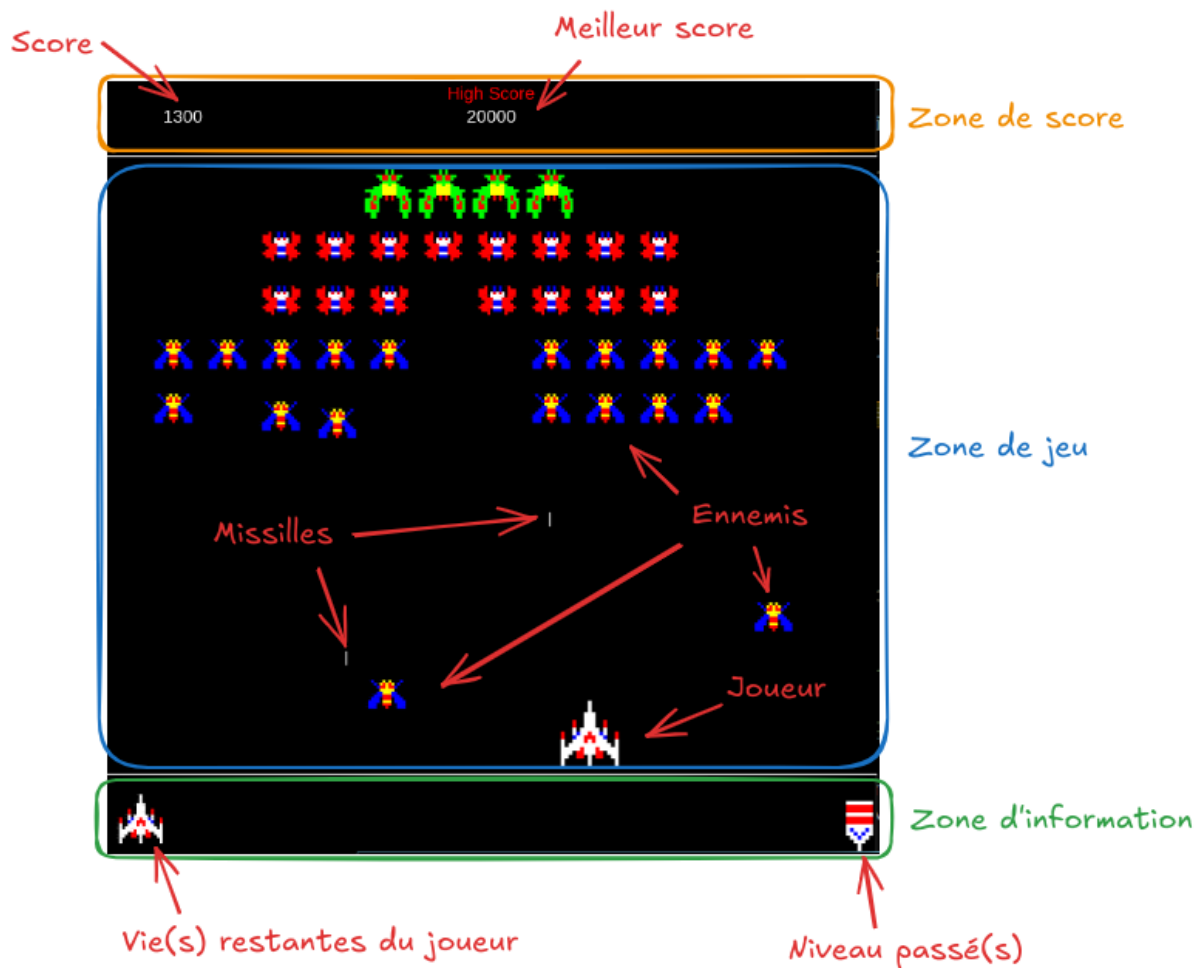 Meilleur score
Score
High Score
1300
20000
Zone de score
Zone de jeu
Missilles
Ennemis
Joueur
Zone d'information
Vie(s) restantes du joueur
Niveau passé(s)